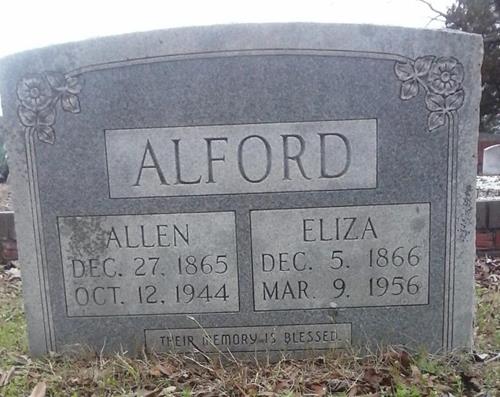 ALFORD
ALLEN
DEC. 27, 1865
OCT. 12, 1944
ELIZA
DEC. 5, 1866
MAR. 9, 1956
THEIR MEMORY IS BLESSED.